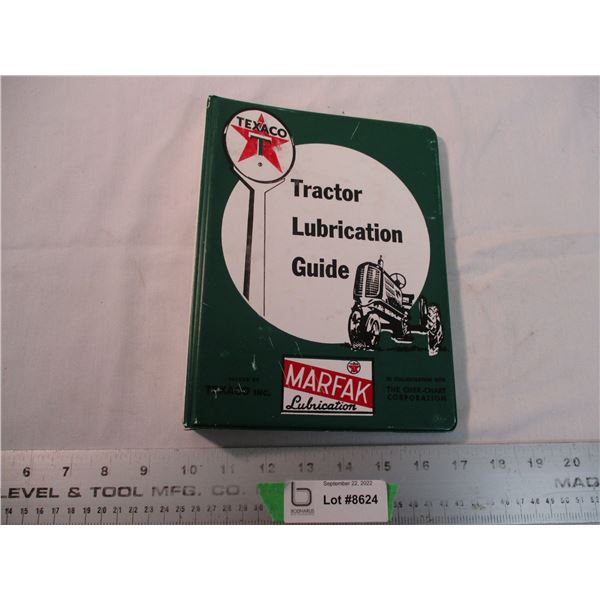 TEXACO
T
Tractor
Lubrication
Guide
ISSUED BY
TEXACO INC.
MARFAK
Lubrication
IN COLLABORATION WITH
THE CHEK-CHART
CORPORATION
6 7 8 9 10 11 12 13 14 15 16 17 18 19 20
LEVEL & TOOL MFG. CO.
MAD
September 22, 2022
b
BODNARUS
Lot #8624